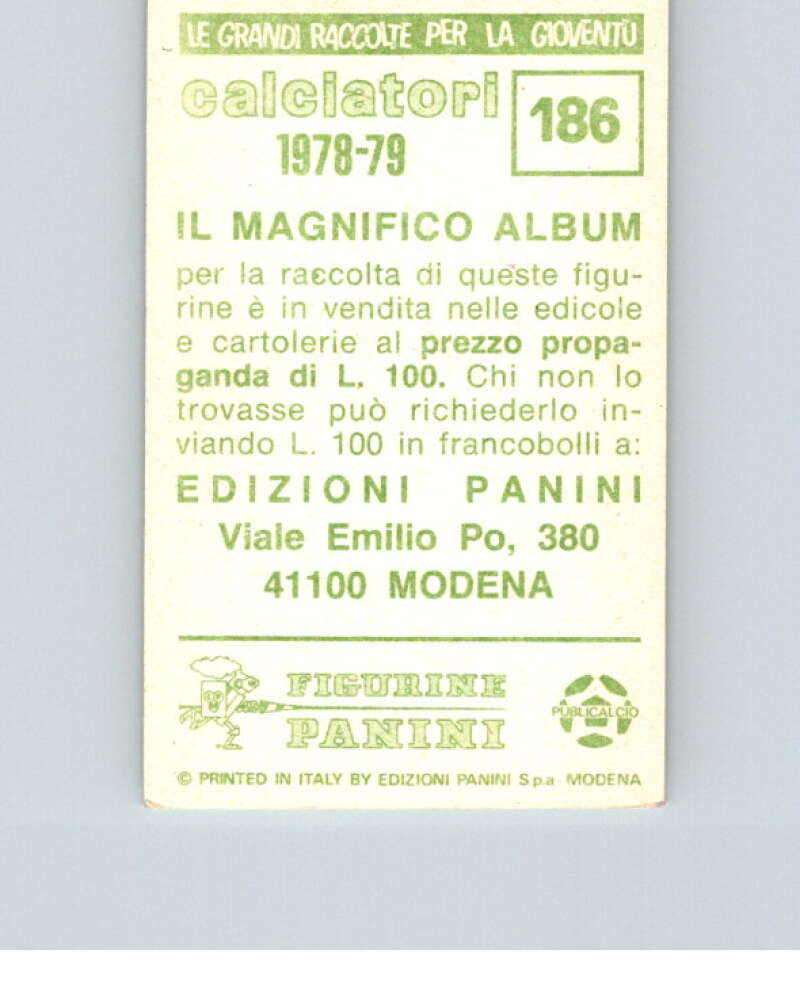 LE GRANDI RACCOLTE PER LA GIOVENTÙ
calciatori
1978-79
186
IL MAGNIFICO ALBUM
per la raccolta di queste figu-
rine è in vendita nelle edicole
e cartolerie al prezzo propa-
ganda di L. 100. Chi non lo
trovasse può richiederlo in-
viando L. 100 in francobolli a:
EDIZIONI PANINI
Viale Emilio Po, 380
41100 MODENA
FIGURINE
PANINI
PUBLICALCIO
© PRINTED IN ITALY BY EDIZIONI PANINI S.p.a MODENA